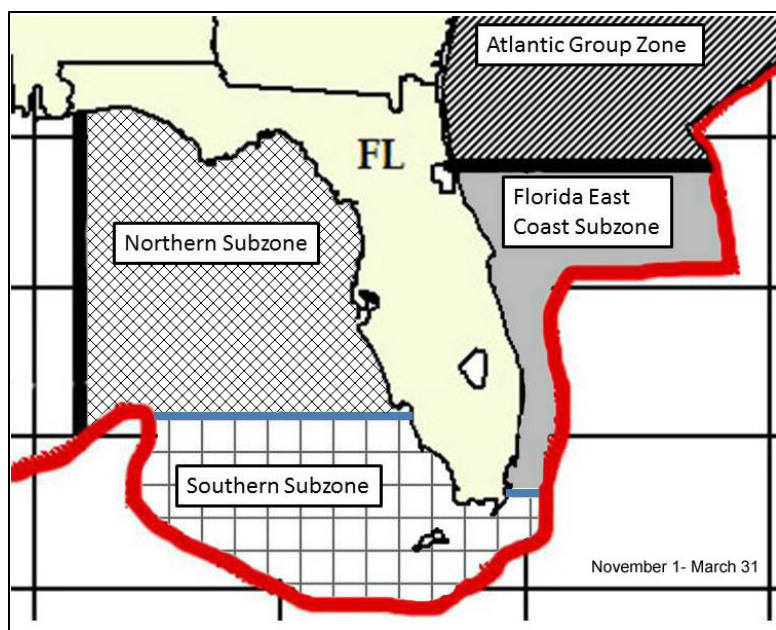 Atlantic Group Zone
FL
Florida East
Coast Subzone
Northern Subzone
Southern Subzone
November 1- March 31